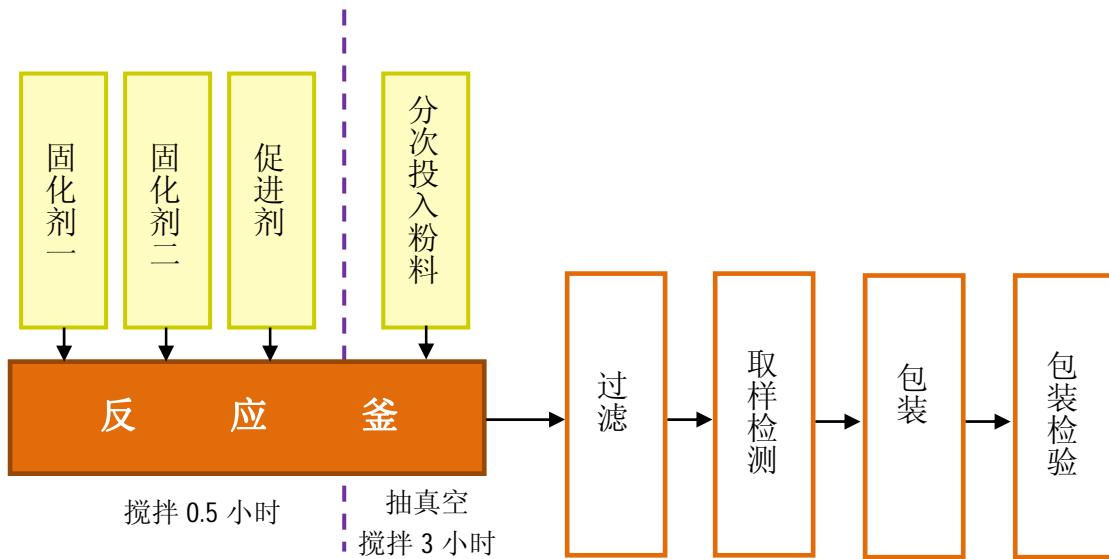 固化剂一
固化剂二
促进剂
分次投入粉料
反应釜
搅拌 0.5 小时
抽真空
搅拌 3 小时
过滤
取样检测
包装
包装检验